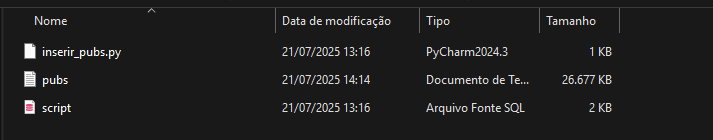 Nome Data de modificação Tipo Tamanho
inserir_pubs.py 21/07/2025 13:16 PyCharm2024.3 1 KB
pubs 21/07/2025 14:14 Documento de Te... 26.677 KB
script 21/07/2025 13:16 Arquivo Fonte SQL 2 KB